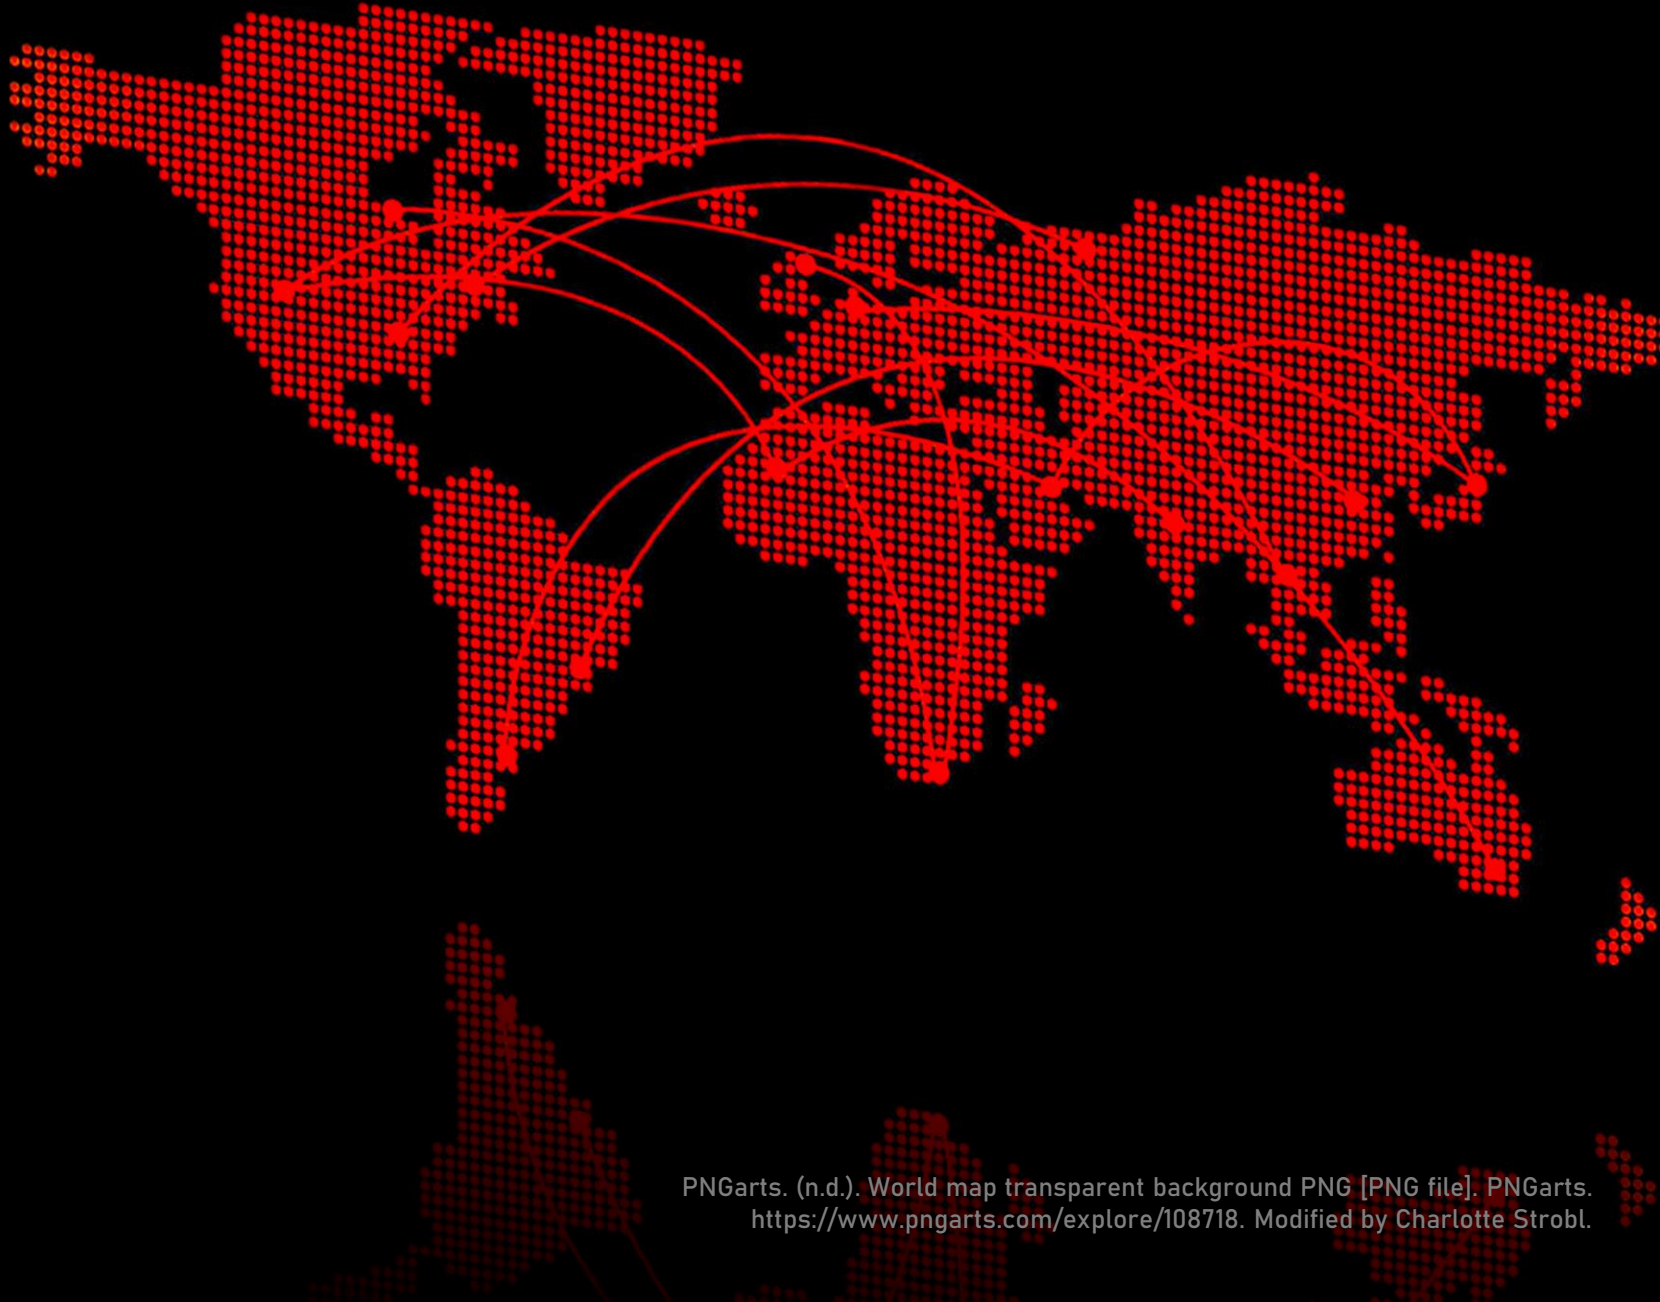 PNGarts. (n.d.). World map transparent background PNG [PNG file]. PNGarts.
https://www.pngarts.com/explore/108718. Modified by Charlotte Strobl.